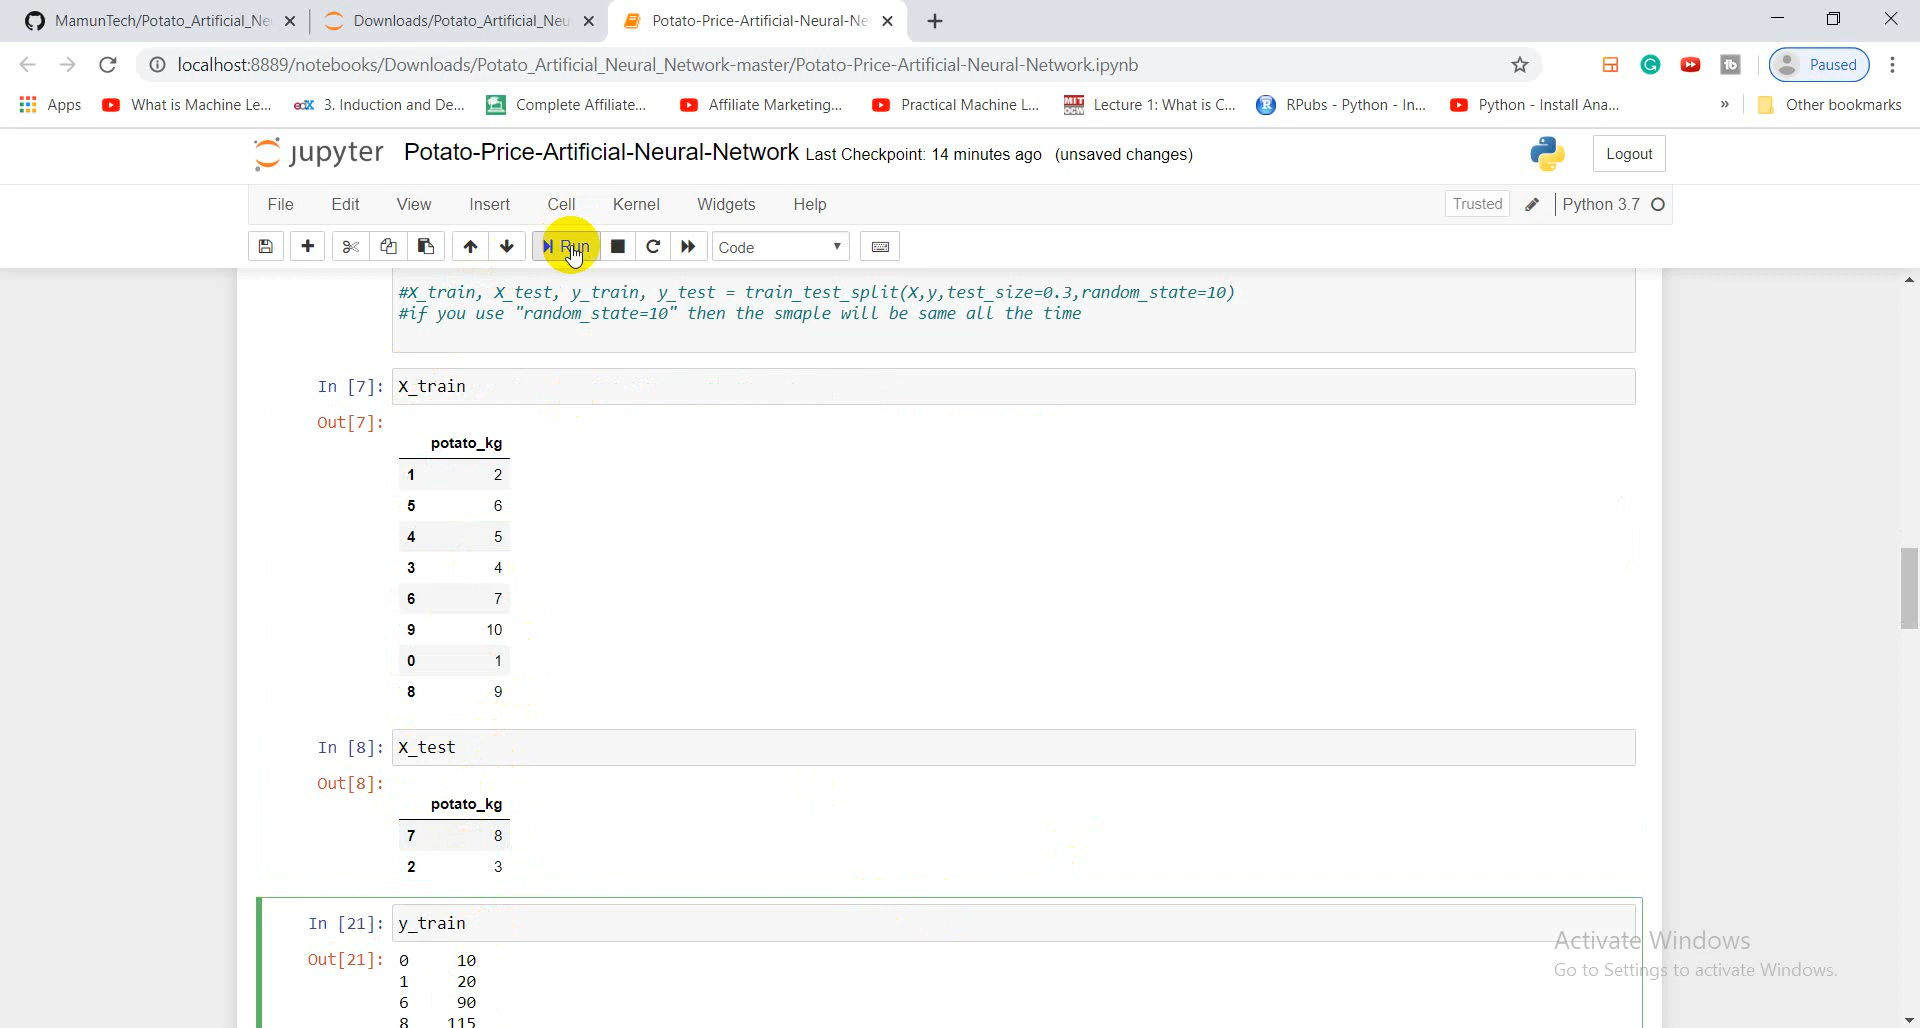 MamunTech/Potato_Artificial_Ne
Downloads/Potato_Artificial_Neu
Potato-Price-Artificial-Neural-Ne
localhost:8889/notebooks/Downloads/Potato_Artificial_Neural_Network-master/Potato-Price-Artificial-Neural-Network.ipynb
Paused
Apps
What is Machine Le...
edX
3. Induction and De...
Complete Affiliate...
Affiliate Marketing...
Practical Machine L...
MIT OCW
Lecture 1: What is C...
R
RPubs - Python - In...
Python - Install Ana...
»
Other bookmarks
jupyter
Potato-Price-Artificial-Neural-Network Last Checkpoint: 14 minutes ago (unsaved changes)
Logout
File Edit View Insert Cell Kernel Widgets Help
Trusted
Python 3.7
Run
Code
#X_train, X_test, y_train, y_test = train_test_split(X,y,test_size=0.3,random_state=10)
#if you use "random_state=10" then the smaple will be same all the time
In [7]: X_train
Out[7]:
potato_kg
1 2
5 6
4 5
3 4
6 7
9 10
0 1
8 9
In [8]: X_test
Out[8]:
potato_kg
7 8
2 3
In [21]: y_train
Out[21]: 0 10
1 20
6 90
8 115
Activate Windows
Go to Settings to activate Windows.